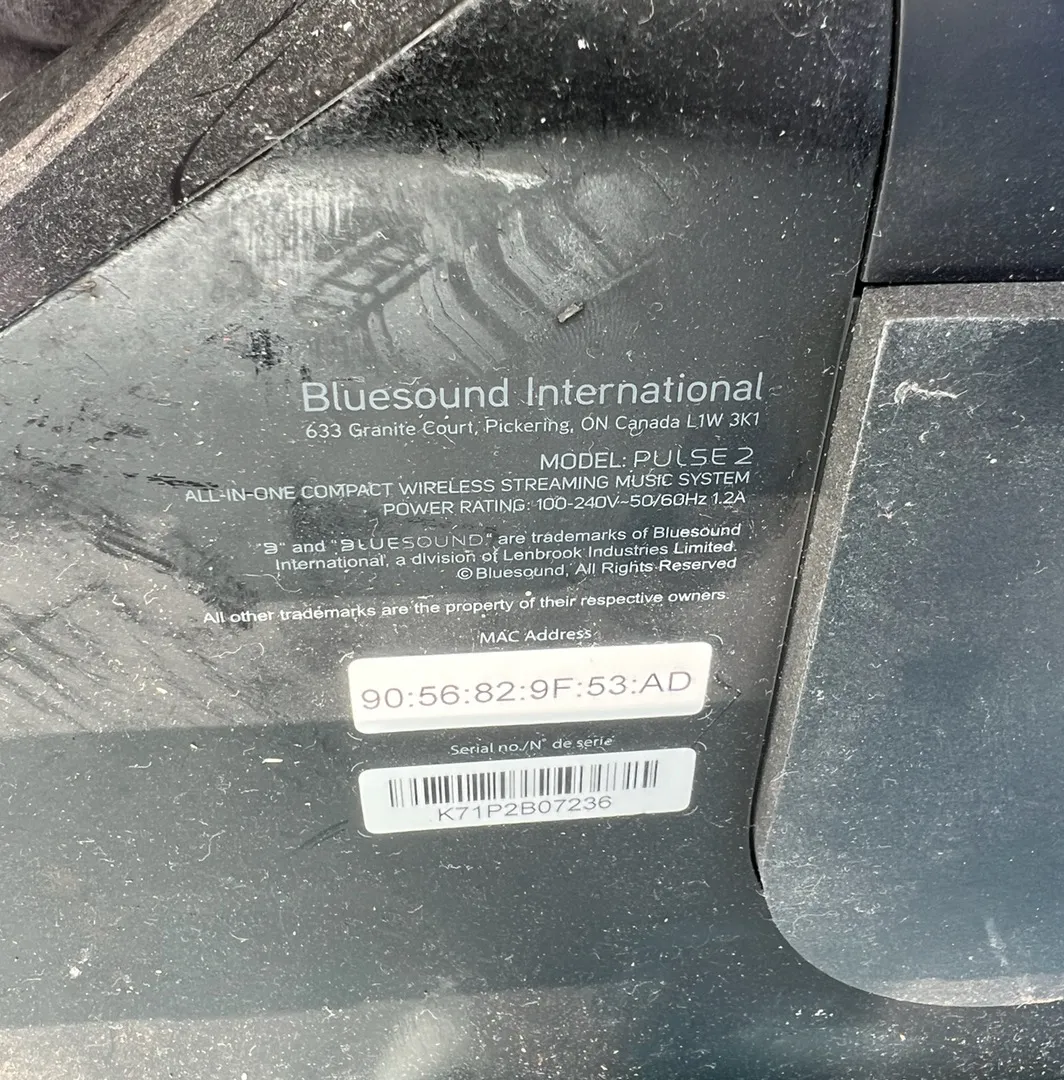 Bluesound International
633 Granite Court, Pickering, ON Canada L1W 3K1
MODEL: PULSE 2
ALL-IN-ONE COMPACT WIRELESS STREAMING MUSIC SYSTEM
POWER RATING: 100-240V~50/60Hz 1.2A
"B" and "BLUESOUND" are trademarks of Bluesound
International, a division of Lenbrook Industries Limited.
© Bluesound, All Rights Reserved
All other trademarks are the property of their respective owners.
MAC Address
90:56:82:9F:53:AD
Serial no./N° de série
K71P2B07236